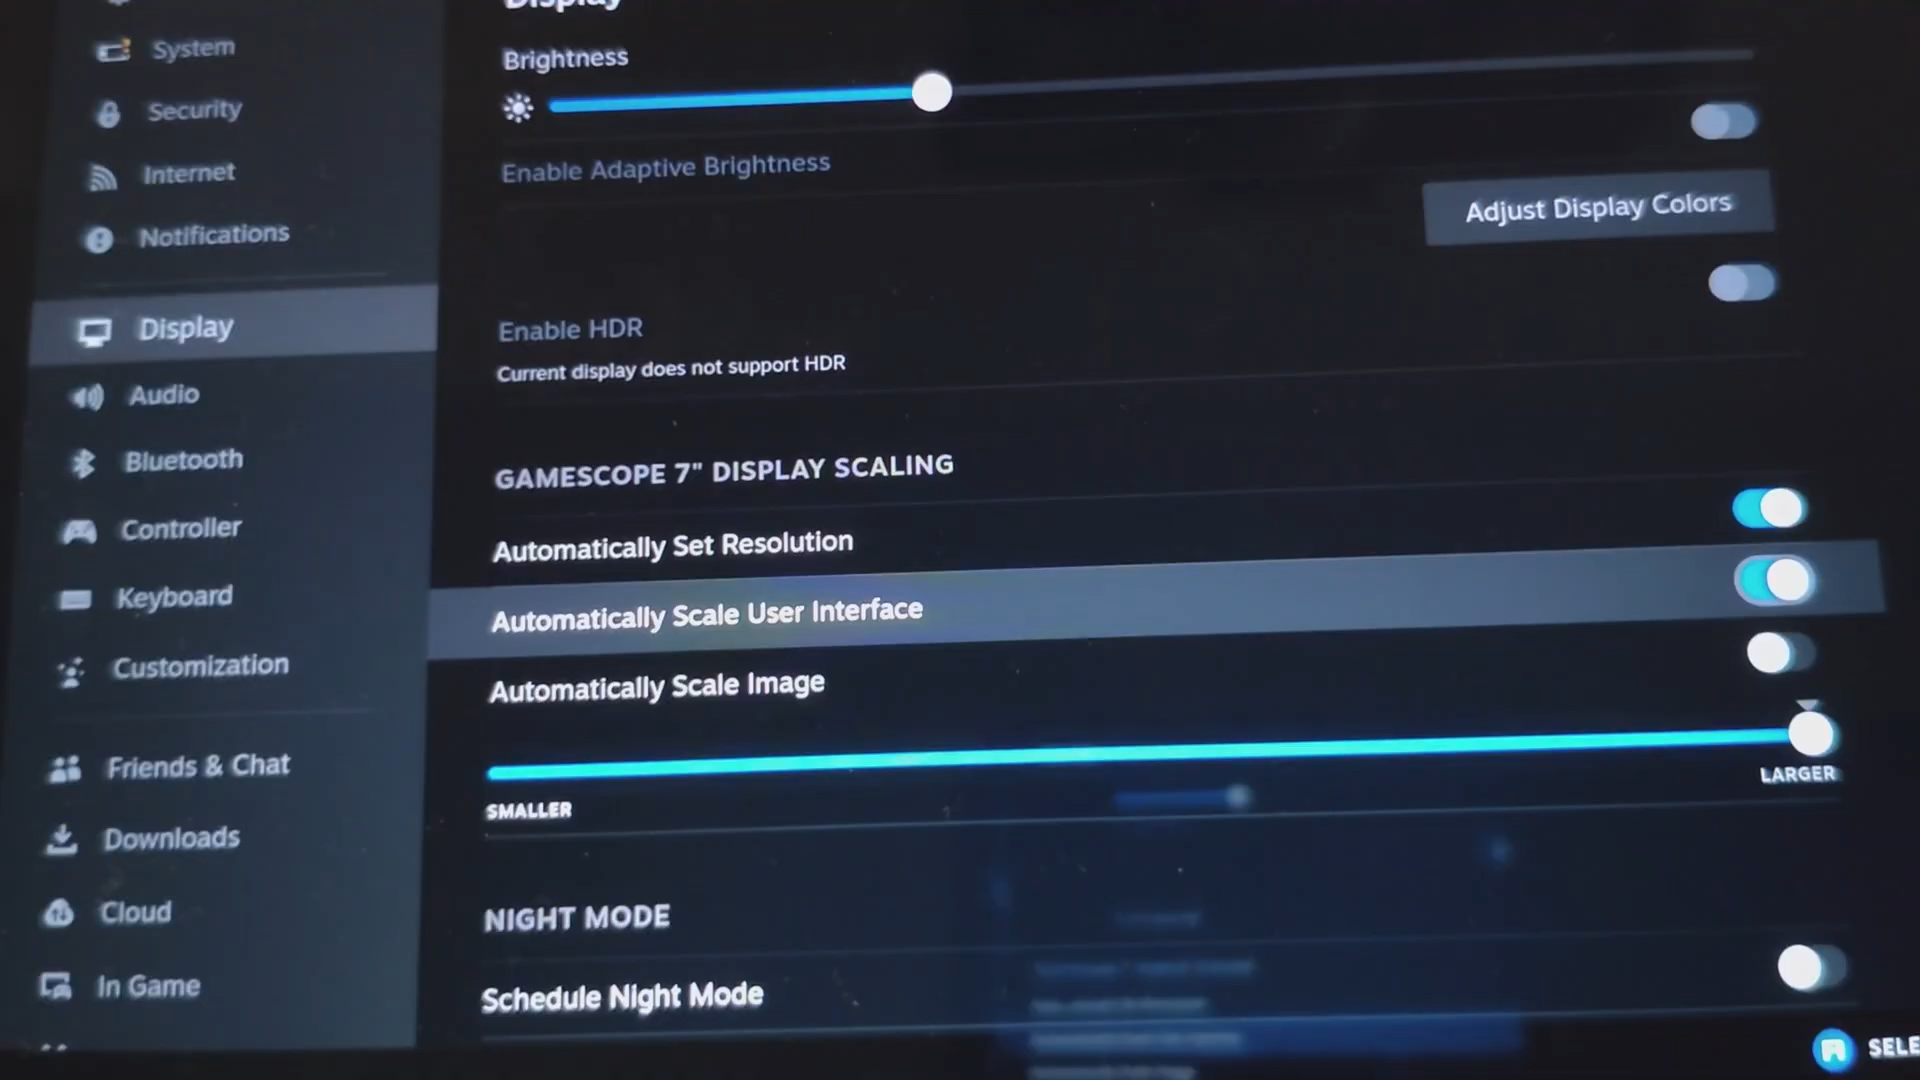 Display
System
Security
Internet
Notifications
Display
Audio
Bluetooth
Controller
Keyboard
Customization
Friends & Chat
Downloads
Cloud
In Game
Brightness
Enable Adaptive Brightness
Adjust Display Colors
Enable HDR
Current display does not support HDR
GAMESCOPE 7" DISPLAY SCALING
Automatically Set Resolution
Automatically Scale User Interface
Automatically Scale Image
SMALLER
LARGER
NIGHT MODE
Schedule Night Mode
SELE